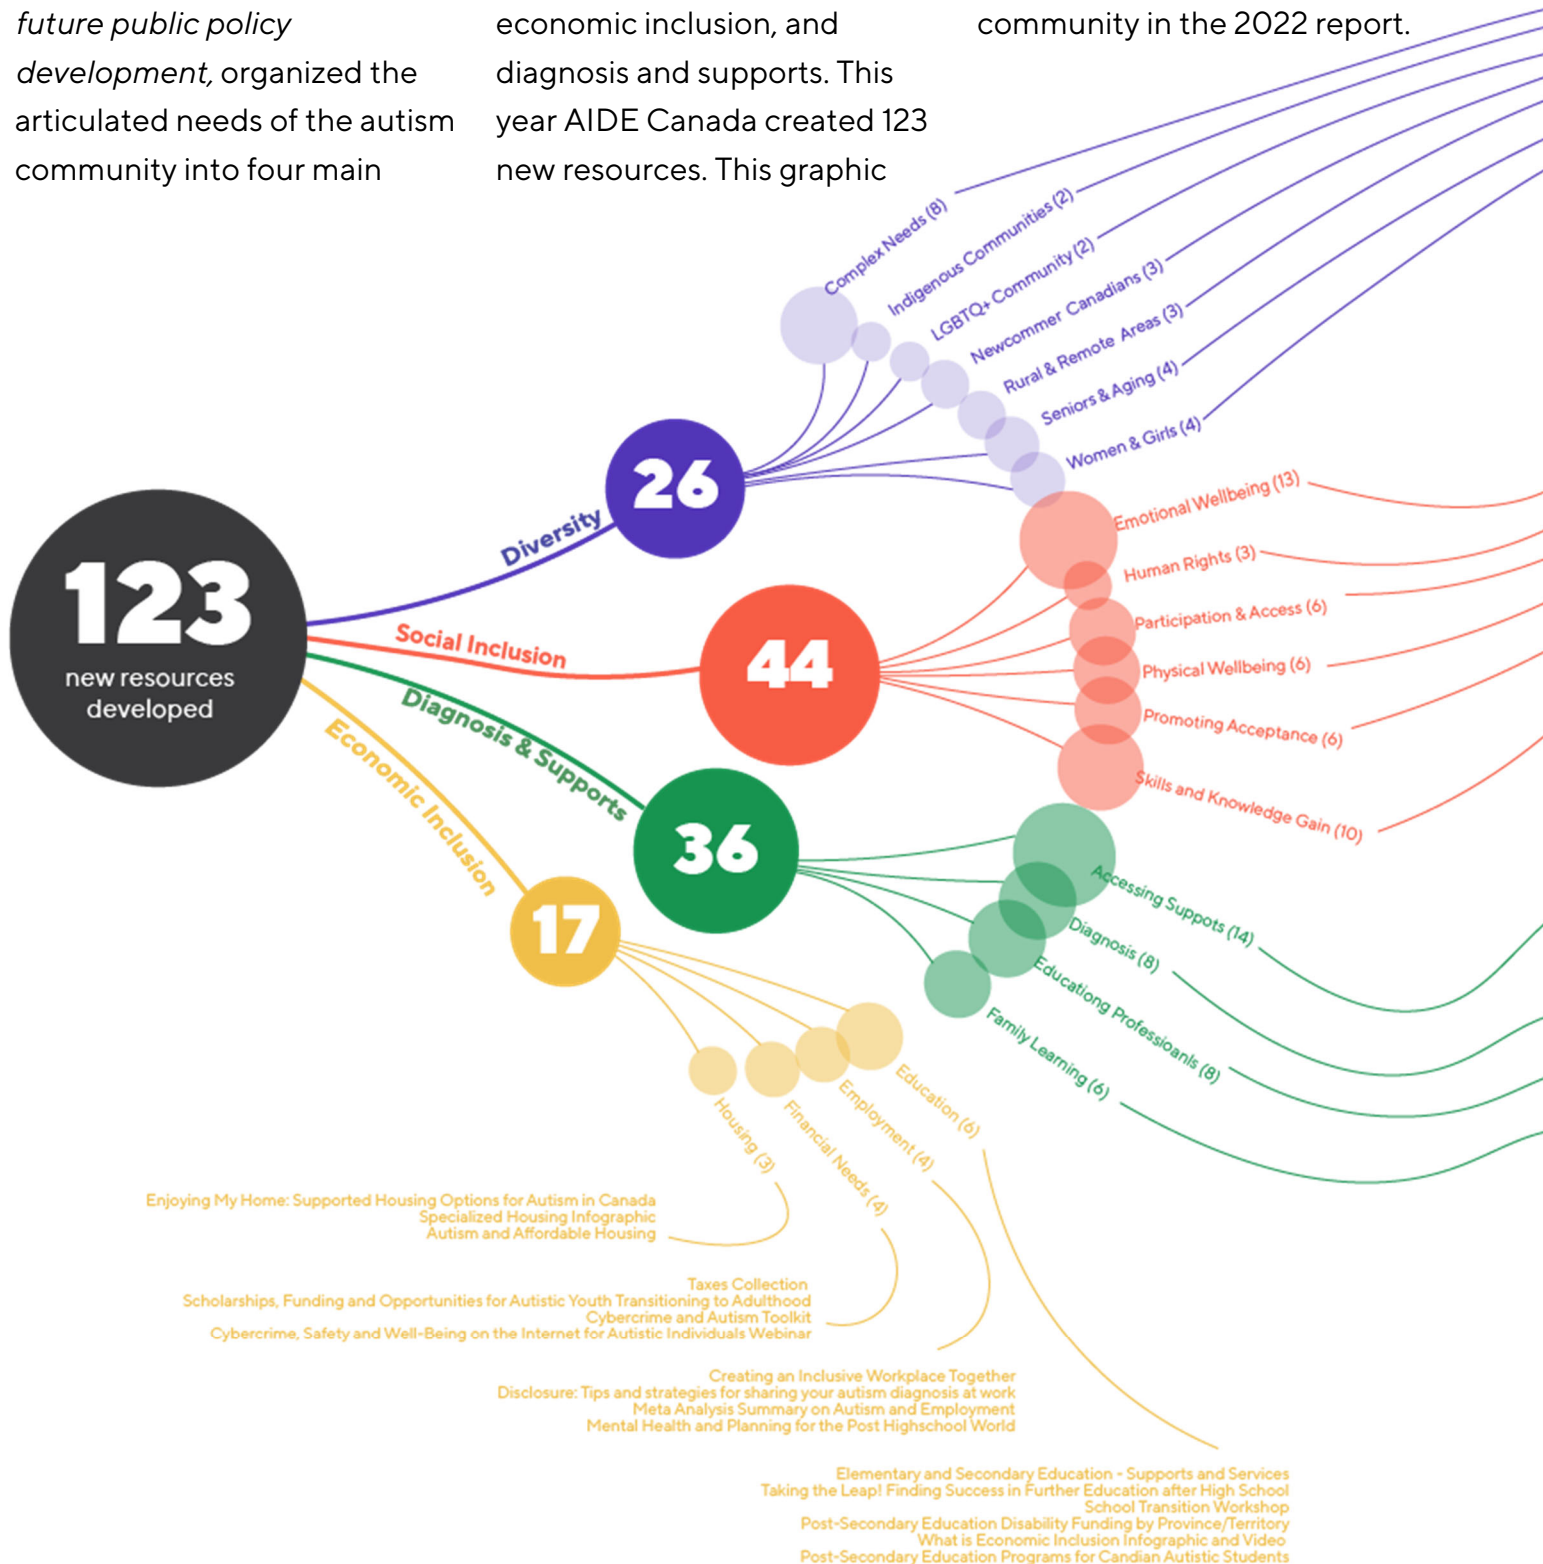 future public policy
development, organized the
articulated needs of the autism
community into four main
economic inclusion, and
diagnosis and supports. This
year AIDE Canada created 123
new resources. This graphic
community in the 2022 report.
123
new resources
developed
Diversity
26
Complex Needs (8)
Indigenous Communities (2)
LGBTQ+ Community (2)
Newcommer Canadians (3)
Rural & Remote Areas (3)
Seniors & Aging (4)
Women & Girls (4)
Social Inclusion
44
Emotional Wellbeing (13)
Human Rights (3)
Participation & Access (6)
Physical Wellbeing (6)
Promoting Acceptance (6)
Skills and Knowledge Gain (10)
Diagnosis & Supports
36
Accessing Suppots (14)
Diagnosis (8)
Educationg Professioanls (8)
Family Learning (6)
Economic Inclusion
17
Housing (3)
Financial Needs (4)
Employment (4)
Education (6)
Enjoying My Home: Supported Housing Options for Autism in Canada
Specialized Housing Infographic
Autism and Affordable Housing
Taxes Collection
Scholarships, Funding and Opportunities for Autistic Youth Transitioning to Adulthood
Cybercrime and Autism Toolkit
Cybercrime, Safety and Well-Being on the Internet for Autistic Individuals Webinar
Creating an Inclusive Workplace Together
Disclosure: Tips and strategies for sharing your autism diagnosis at work
Meta Analysis Summary on Autism and Employment
Mental Health and Planning for the Post Highschool World
Elementary and Secondary Education - Supports and Services
Taking the Leap! Finding Success in Further Education after High School
School Transition Workshop
Post-Secondary Education Disability Funding by Province/Territory
What is Economic Inclusion Infographic and Video
Post-Secondary Education Programs for Candian Autistic Students